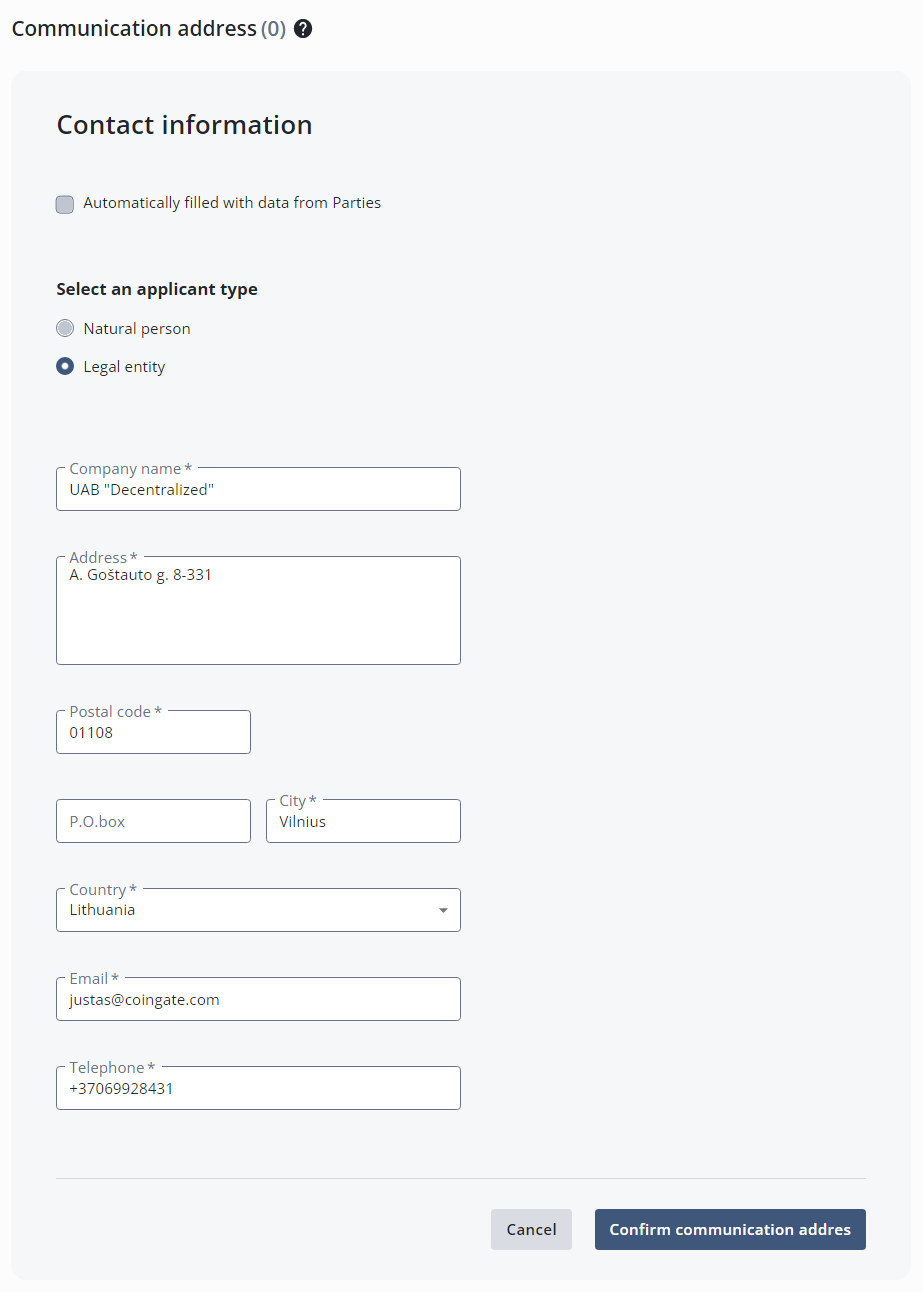 Communication address (0) ?
Contact information
Automatically filled with data from Parties
Select an applicant type
Natural person
Legal entity
Company name *
UAB "Decentralized"
Address *
A. Goštauto g. 8-331
Postal code *
01108
P.O.box
City *
Vilnius
Country *
Lithuania
Email *
justas@coingate.com
Telephone *
+37069928431
Cancel
Confirm communication addres